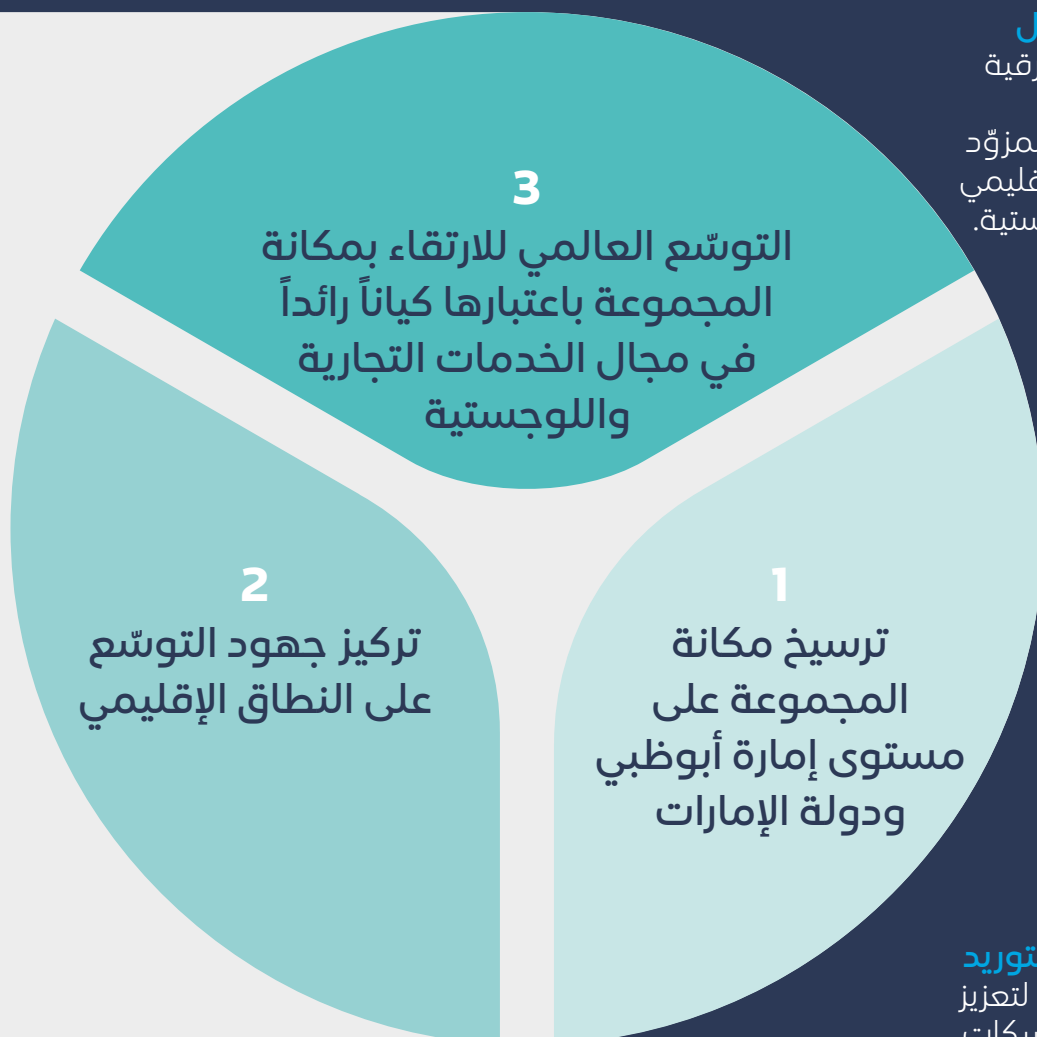 3
التوسّع العالمي للارتقاء بمكانة
المجموعة باعتبارها كياناً رائداً
في مجال الخدمات التجارية
واللوجستية
1
ترسيخ مكانة
المجموعة على
مستوى إمارة أبوظبي
ودولة الإمارات
2
تركيز جهود التوسّع
على النطاق الإقليمي
لتعزيز